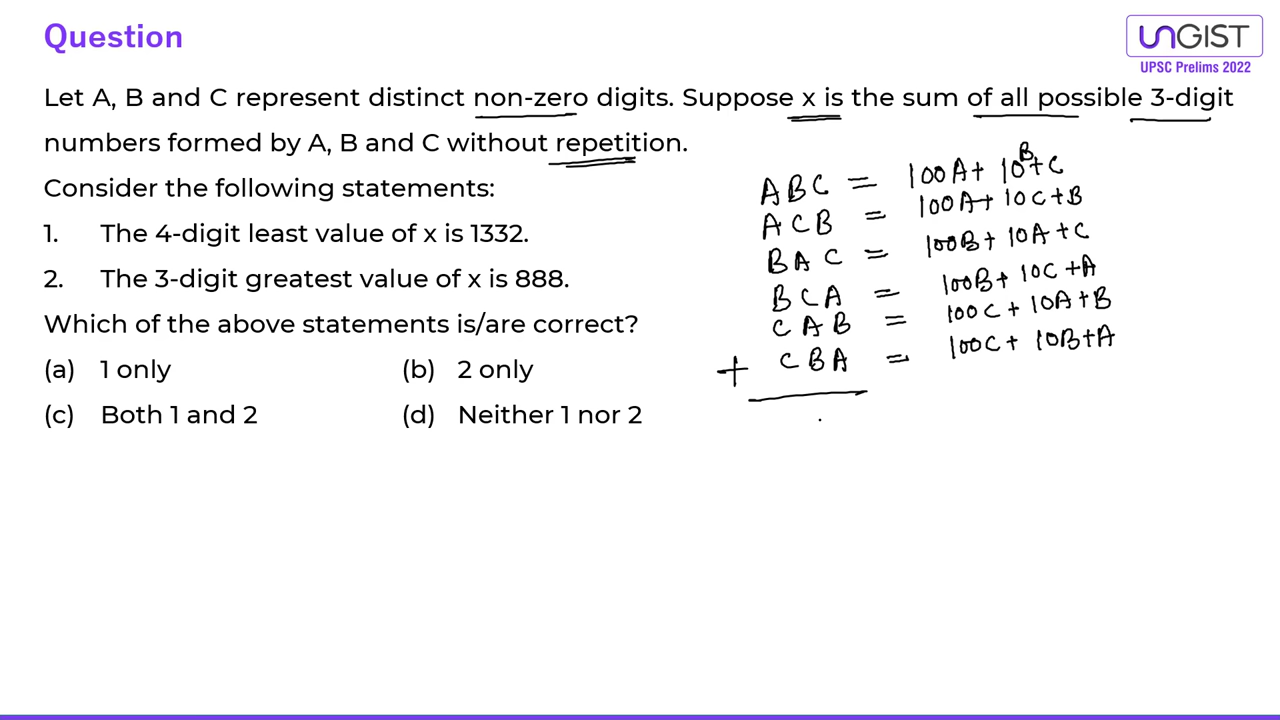 Question
UNGIST
UPSC Prelims 2022
Let A, B and C represent distinct non-zero digits. Suppose x is the sum of all possible 3-digit
numbers formed by A, B and C without repetition.
Consider the following statements:
1. The 4-digit least value of x is 1332.
2. The 3-digit greatest value of x is 888.
Which of the above statements is/are correct?
(a) 1 only (b) 2 only
(c) Both 1 and 2 (d) Neither 1 nor 2
ABC = 100A + 10B + C
ACB = 100A + 10C + B
BAC = 100B + 10A + C
BCA = 100B + 10C + A
CAB = 100C + 10A + B
+ CBA = 100C + 10B + A